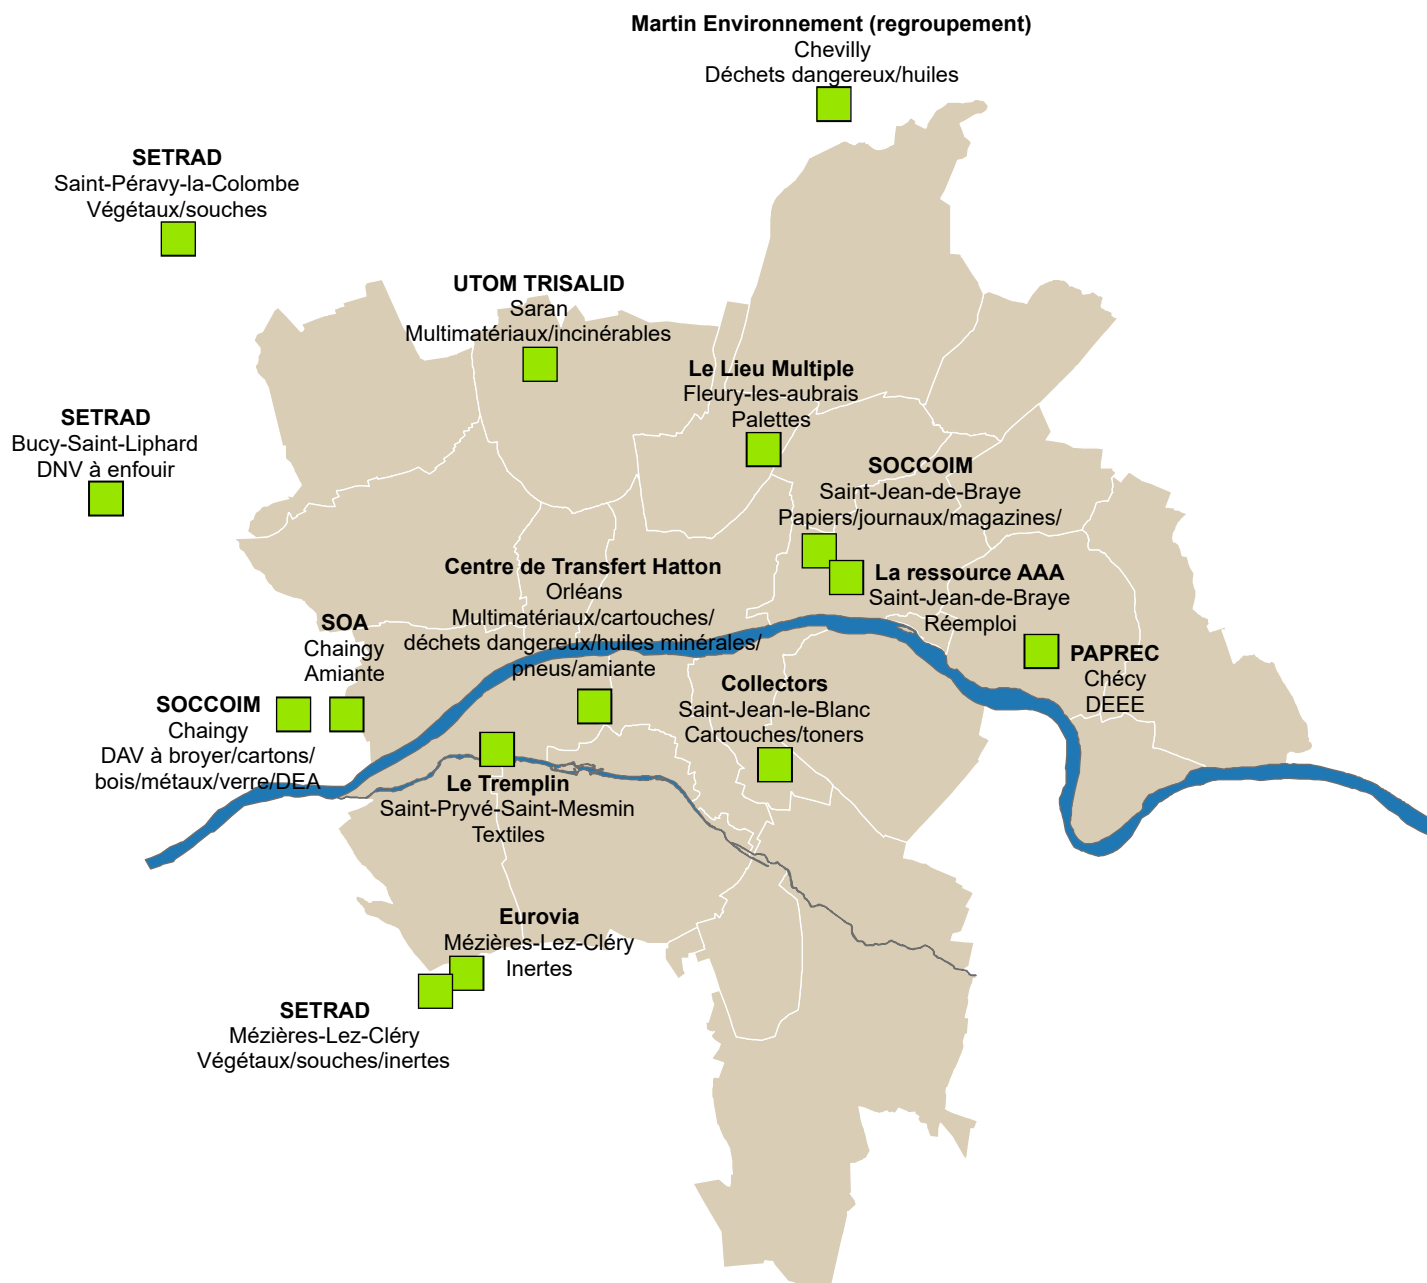 Martin Environnement (regroupement)
Chevilly
Déchets dangereux/huiles
SETRAD
Saint-Péravy-la-Colombe
Végétaux/souches
UTOM TRISALID
Saran
Multimatériaux/incinérables
Le Lieu Multiple
Fleury-les-aubrais
Palettes
SETRAD
Bucy-Saint-Liphard
DNV à enfouir
SOCCOIM
Saint-Jean-de-Braye
Papiers/journaux/magazines/
Centre de Transfert Hatton
Orléans
Multimatériaux/cartouches/
déchets dangereux/huiles minérales/
pneus/amiante
La ressource AAA
Saint-Jean-de-Braye
Réemploi
SOA
Chaingy
Amiante
PAPREC
Chécy
DEEE
SOCCOIM
Chaingy
DAV à broyer/cartons/
bois/métaux/verre/DEA
Collectors
Saint-Jean-le-Blanc
Cartouches/toners
Le Tremplin
Saint-Pryvé-Saint-Mesmin
Textiles
Eurovia
Mézières-Lez-Cléry
Inertes
SETRAD
Mézières-Lez-Cléry
Végétaux/souches/inertes